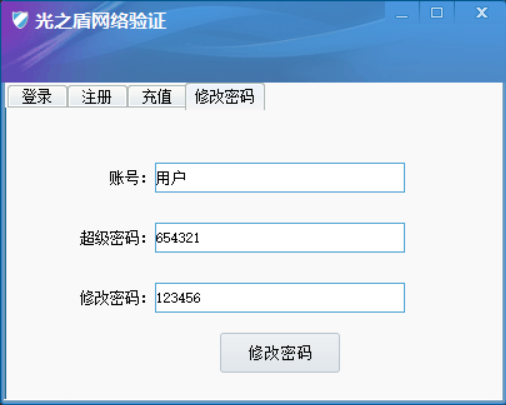 光之盾网络验证
登录 注册 充值 修改密码
账号：用户
超级密码：654321
修改密码：123456
修改密码